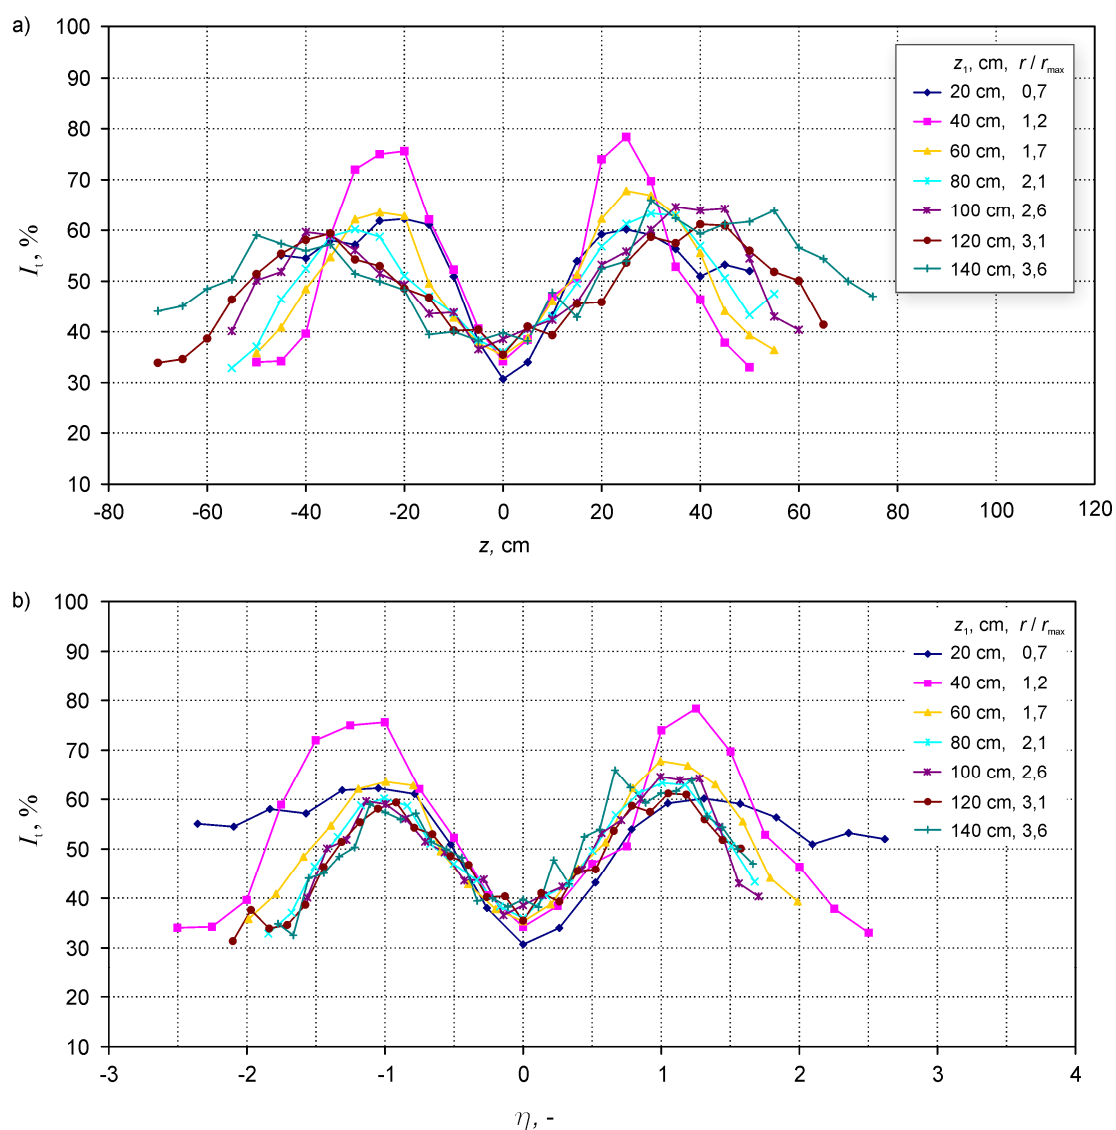 a)
I_t, %
100
90
80
70
60
50
40
30
20
10
-80 -60 -40 -20 0 20 40 60 80 100 120
z, cm
z₁, cm, r / r_max
20 cm, 0,7
40 cm, 1,2
60 cm, 1,7
80 cm, 2,1
100 cm, 2,6
120 cm, 3,1
140 cm, 3,6
b)
I_t, %
100
90
80
70
60
50
40
30
20
10
-3 -2 -1 0 1 2 3 4
η, -
z₁, cm, r / r_max
20 cm, 0,7
40 cm, 1,2
60 cm, 1,7
80 cm, 2,1
100 cm, 2,6
120 cm, 3,1
140 cm, 3,6